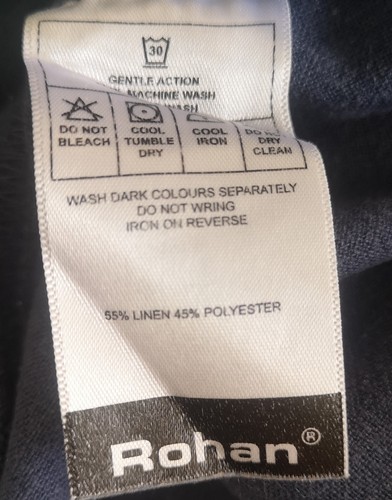 30
GENTLE ACTION
MACHINE WASH
WASH
DO NOT BLEACH
COOL TUMBLE DRY
COOL IRON
DO DRY CLEAN
WASH DARK COLOURS SEPARATELY
DO NOT WRING
IRON ON REVERSE
55% LINEN 45% POLYESTER
Rohan®